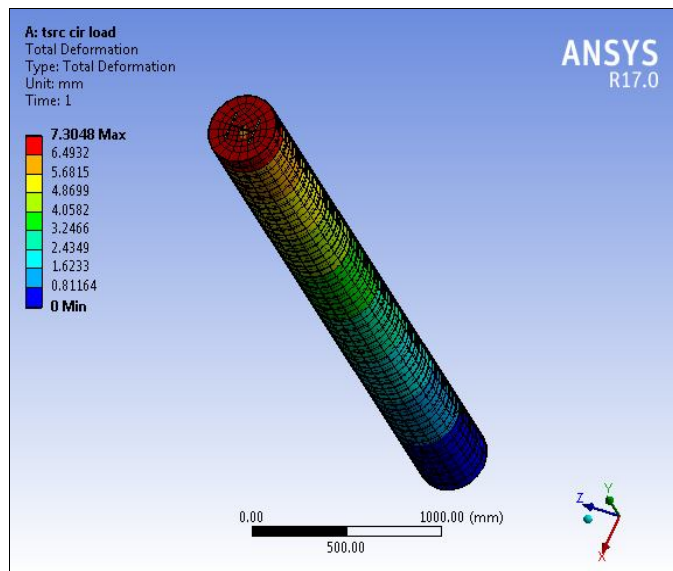 A: tsrc cir load
Total Deformation
Type: Total Deformation
Unit: mm
Time: 1
7.3048 Max
6.4932
5.6815
4.8699
4.0582
3.2466
2.4349
1.6233
0.81164
0 Min
ANSYS
R17.0
0.00
1000.00 (mm)
500.00
Y
Z
X